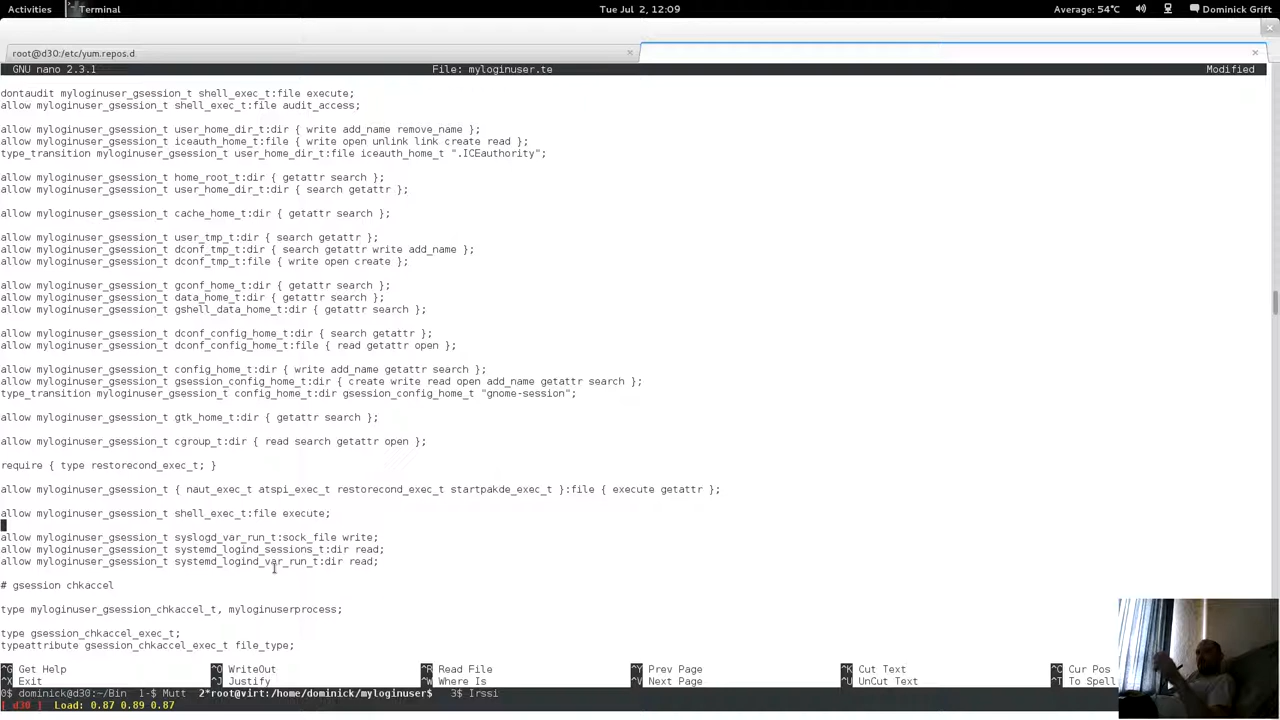 Activities Terminal Tue Jul 2, 12:09 Average: 54°C Dominick Grift
root@d30:/etc/yum.repos.d
GNU nano 2.3.1 File: myloginuser.te Modified
dontaudit myloginuser_gsession_t shell_exec_t:file execute;
allow myloginuser_gsession_t shell_exec_t:file audit_access;
allow myloginuser_gsession_t user_home_dir_t:dir { write add_name remove_name };
allow myloginuser_gsession_t iceauth_home_t:file { write open unlink link create read };
type_transition myloginuser_gsession_t user_home_dir_t:file iceauth_home_t ".ICEauthority";
allow myloginuser_gsession_t home_root_t:dir { getattr search };
allow myloginuser_gsession_t user_home_dir_t:dir { search getattr };
allow myloginuser_gsession_t cache_home_t:dir { getattr search };
allow myloginuser_gsession_t user_tmp_t:dir { search getattr };
allow myloginuser_gsession_t dconf_tmp_t:dir { search getattr write add_name };
allow myloginuser_gsession_t dconf_tmp_t:file { write open create };
allow myloginuser_gsession_t gconf_home_t:dir { getattr search };
allow myloginuser_gsession_t data_home_t:dir { getattr search };
allow myloginuser_gsession_t gshell_data_home_t:dir { getattr search };
allow myloginuser_gsession_t dconf_config_home_t:dir { search getattr };
allow myloginuser_gsession_t dconf_config_home_t:file { read getattr open };
allow myloginuser_gsession_t config_home_t:dir { write add_name getattr search };
allow myloginuser_gsession_t gsession_config_home_t:dir { create write read open add_name getattr search };
type_transition myloginuser_gsession_t config_home_t:dir gsession_config_home_t "gnome-session";
allow myloginuser_gsession_t gtk_home_t:dir { getattr search };
allow myloginuser_gsession_t cgroup_t:dir { read search getattr open };
require { type restorecond_exec_t; }
allow myloginuser_gsession_t { naut_exec_t atspi_exec_t restorecond_exec_t startpakde_exec_t }:file { execute getattr };
allow myloginuser_gsession_t shell_exec_t:file execute;
allow myloginuser_gsession_t syslogd_var_run_t:sock_file write;
allow myloginuser_gsession_t systemd_logind_sessions_t:dir read;
allow myloginuser_gsession_t systemd_logind_var_run_t:dir read;
# gsession chkaccel
type myloginuser_gsession_chkaccel_t, myloginuserprocess;
type gsession_chkaccel_exec_t;
typeattribute gsession_chkaccel_exec_t file_type;
^G Get Help ^O WriteOut ^R Read File ^Y Prev Page ^K Cut Text ^C Cur Pos
^X Exit ^J Justify ^W Where Is ^V Next Page ^U UnCut Text ^T To Spell
0$ dominick@d30:~/Bin 1-$ Mutt 2*root@virt:/home/dominick/myloginuser$ 3$ Irssi
[ d30 ] Load: 0.87 0.89 0.87